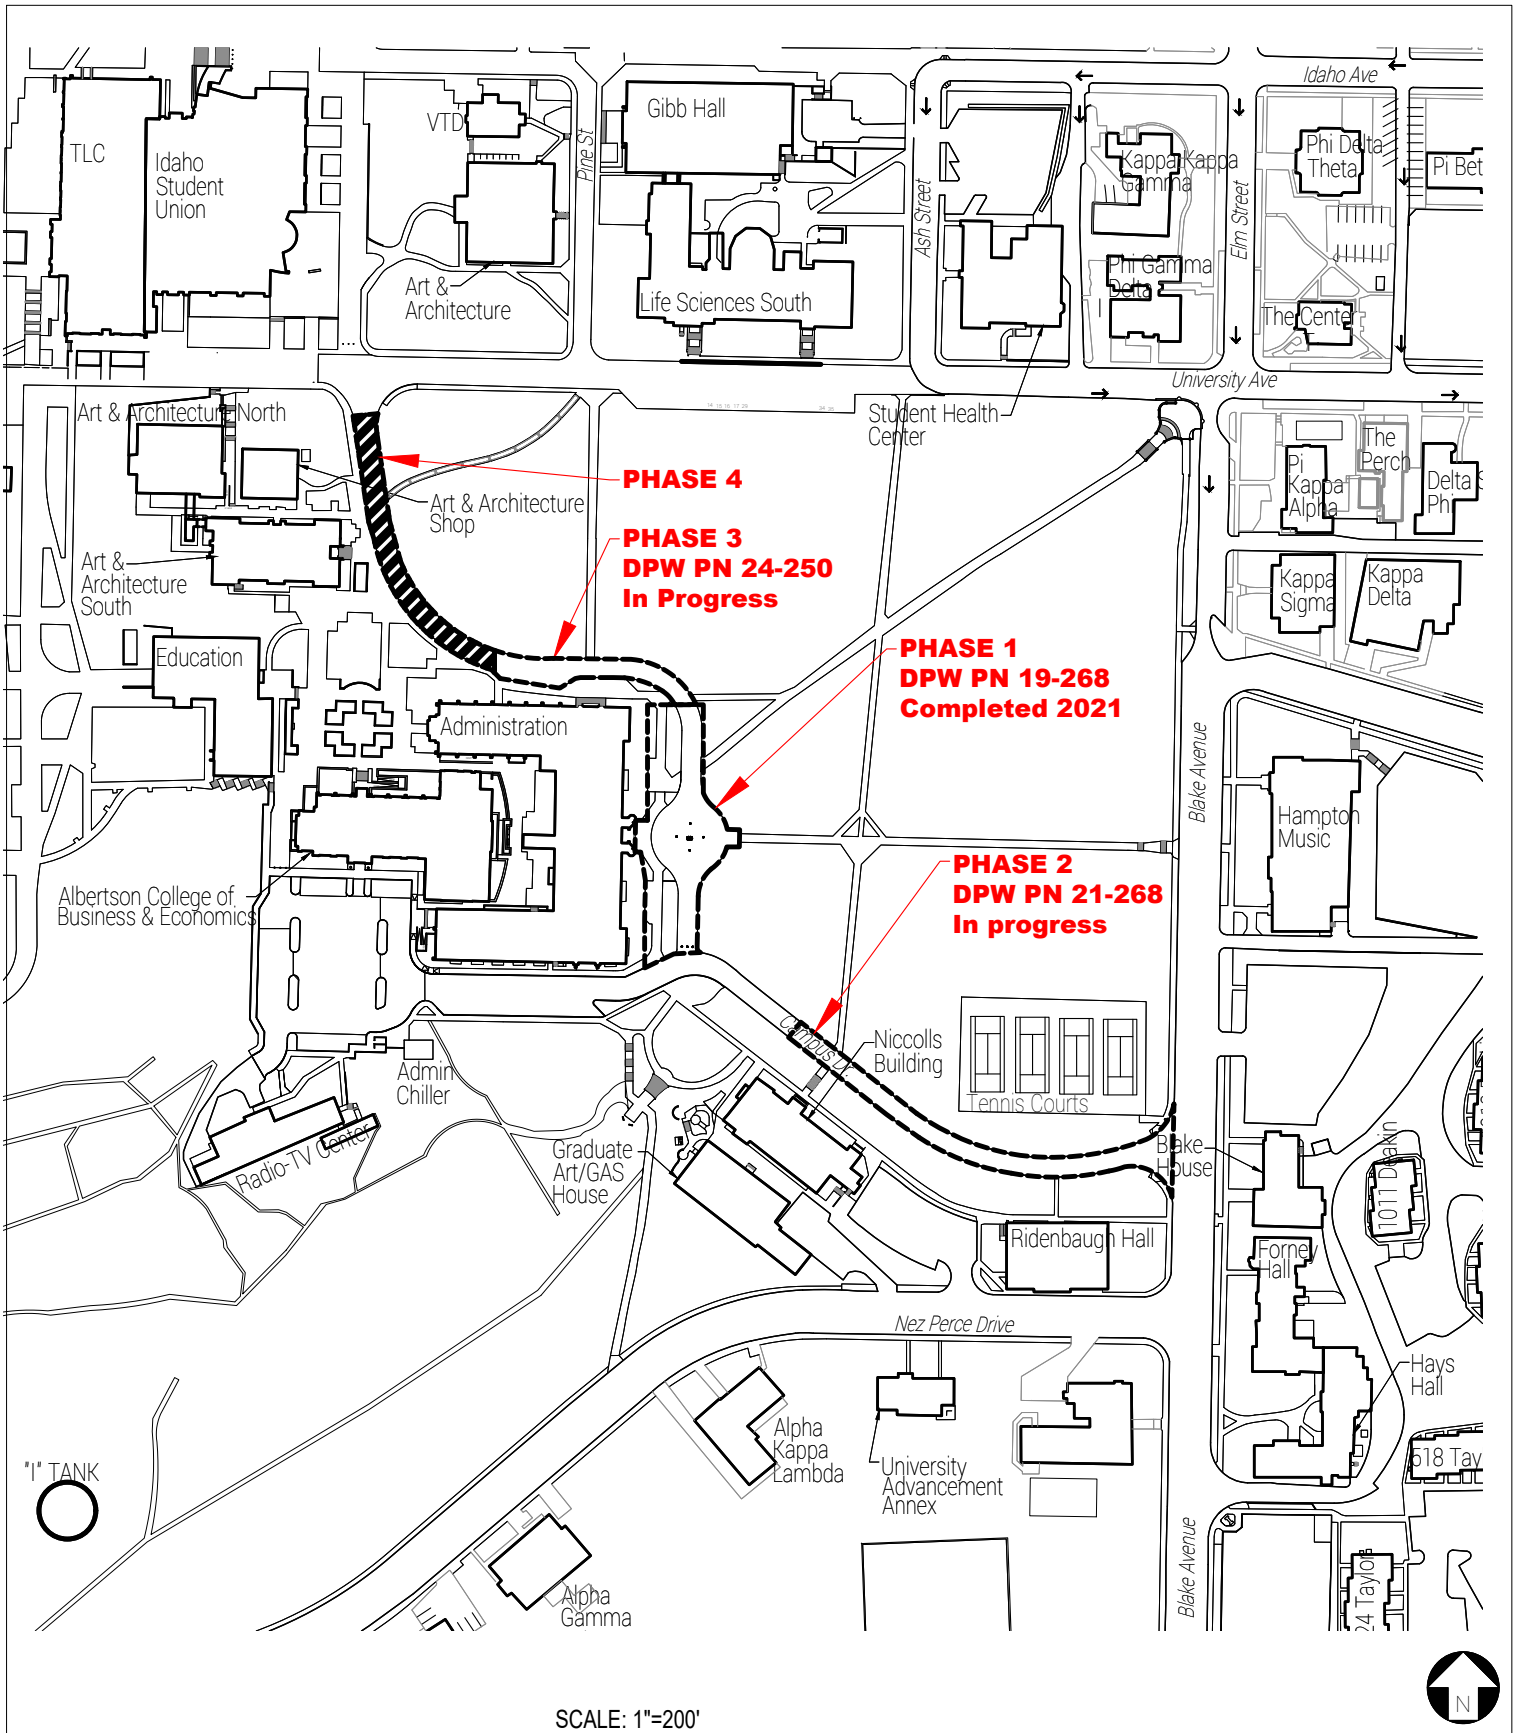 Idaho Ave
TLC
Idaho
Student
Union
VTD
Pine St
Gibb Hall
Ash Street
Kappa Kappa
Gamma
Elm Street
Phi Delta
Theta
Pi Bet
Art &
Architecture
Life Sciences South
Phi Gamma
Delta
The Center
University Ave
Art & Architecture North
Student Health
Center
The
Perch
Pi
Kappa
Alpha
Delta
Phi
PHASE 4
Art & Architecture
Shop
PHASE 3
DPW PN 24-250
In Progress
Art &
Architecture
South
Kappa
Sigma
Kappa
Delta
Education
PHASE 1
DPW PN 19-268
Completed 2021
Administration
Blake Avenue
Hampton
Music
Albertson College of
Business & Economics
PHASE 2
DPW PN 21-268
In progress
Campus Dr.
Niccolls
Building
Admin
Chiller
Tennis Courts
Radio-TV Center
Graduate
Art/GAS
House
Blake
House
1011 Deakin
Ridenbaugh Hall
Forney
Hall
Nez Perce Drive
Hays
Hall
Alpha
Kappa
Lambda
University
Advancement
Annex
618 Tay
"I" TANK
Alpha
Gamma
Blake Avenue
24 Taylor
N
SCALE: 1"=200'